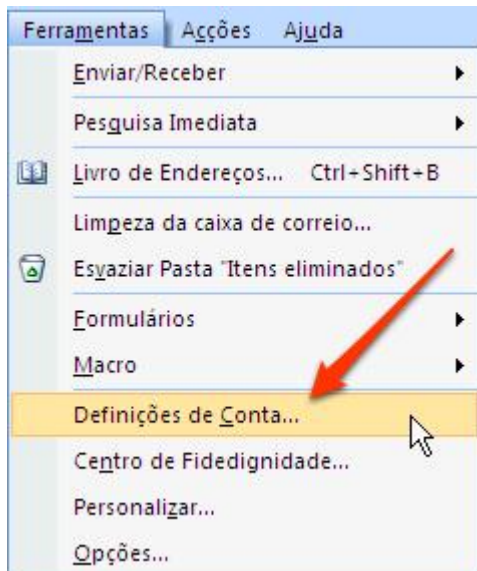 Ferramentas Acções Ajuda
Enviar/Receber
Pesquisa Imediata
Livro de Endereços... Ctrl+Shift+B
Limpeza da caixa de correio...
Esvaziar Pasta "Itens eliminados"
Formulários
Macro
Definições de Conta...
Centro de Fidedignidade...
Personalizar...
Opções...